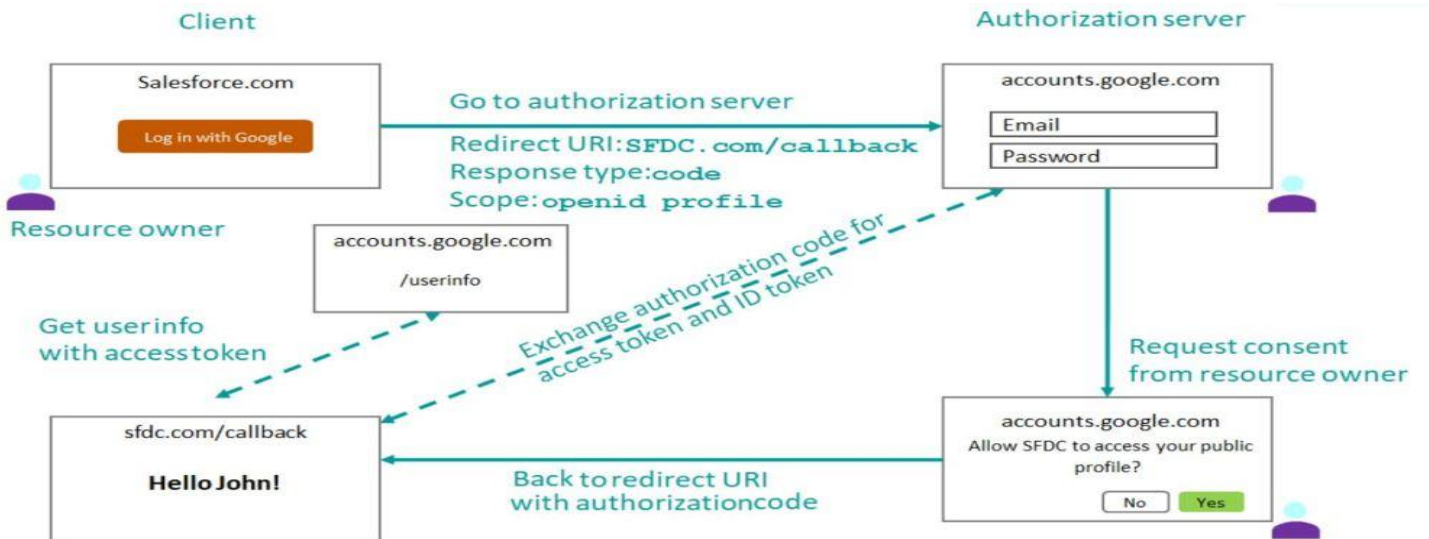 Client
Authorization server
Salesforce.com
Log in with Google
Go to authorization server
Redirect URI:SFDC.com/callback
Response type:code
Scope:openid profile
accounts.google.com
Email
Password
Resource owner
accounts.google.com
/userinfo
Exchange authorization code for
access token and ID token
Get userinfo
with access token
Request consent
from resource owner
sfdc.com/callback
Hello John!
Back to redirect URI
with authorizationcode
accounts.google.com
Allow SFDC to access your public
profile?
No
Yes